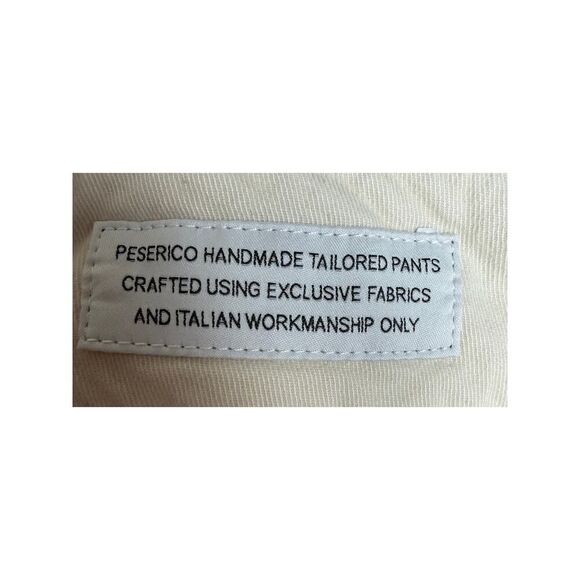 PESERICO HANDMADE TAILORED PANTS
CRAFTED USING EXCLUSIVE FABRICS
AND ITALIAN WORKMANSHIP ONLY